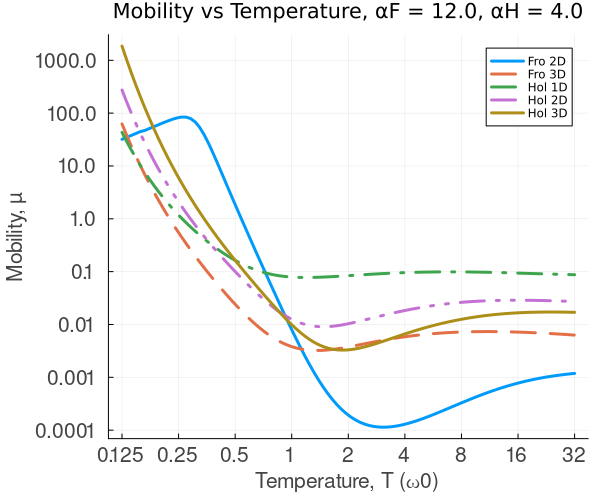 Mobility vs Temperature, αF = 12.0, αH = 4.0
Mobility, μ
1000.0
100.0
10.0
1.0
0.1
0.01
0.001
0.0001
Fro 2D
Fro 3D
Hol 1D
Hol 2D
Hol 3D
0.125 0.25 0.5 1 2 4 8 16 32
Temperature, T (ω0)